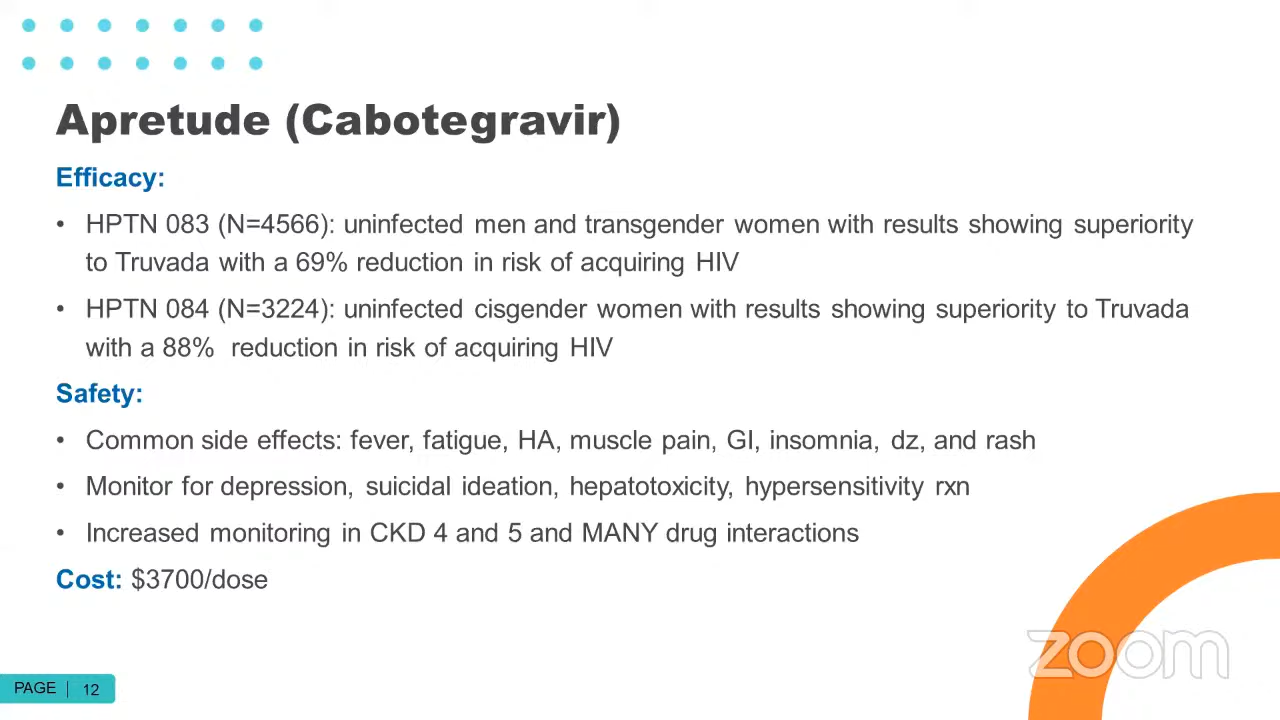 Apretude (Cabotegravir)
Efficacy:
• HPTN 083 (N=4566): uninfected men and transgender women with results showing superiority
to Truvada with a 69% reduction in risk of acquiring HIV
• HPTN 084 (N=3224): uninfected cisgender women with results showing superiority to Truvada
with a 88% reduction in risk of acquiring HIV
Safety:
• Common side effects: fever, fatigue, HA, muscle pain, GI, insomnia, dz, and rash
• Monitor for depression, suicidal ideation, hepatotoxicity, hypersensitivity rxn
• Increased monitoring in CKD 4 and 5 and MANY drug interactions
Cost: $3700/dose
zoom
PAGE | 12